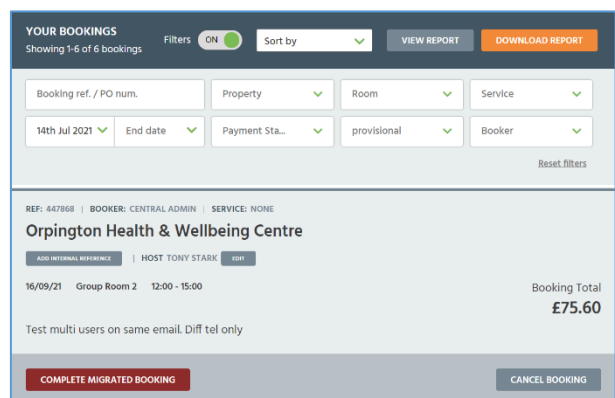 YOUR BOOKINGS
Showing 1-6 of 6 bookings
Filters ON Sort by VIEW REPORT DOWNLOAD REPORT
Booking ref. / PO num. Property Room Service
14th Jul 2021 End date Payment Sta... provisional Booker
Reset filters
REF: 447868 | BOOKER: CENTRAL ADMIN | SERVICE: NONE
Orpington Health & Wellbeing Centre
ADD INTERNAL REFERENCE | HOST TONY STARK EDIT
16/09/21 Group Room 2 12:00 - 15:00
Booking Total
£75.60
Test multi users on same email. Diff tel only
COMPLETE MIGRATED BOOKING CANCEL BOOKING